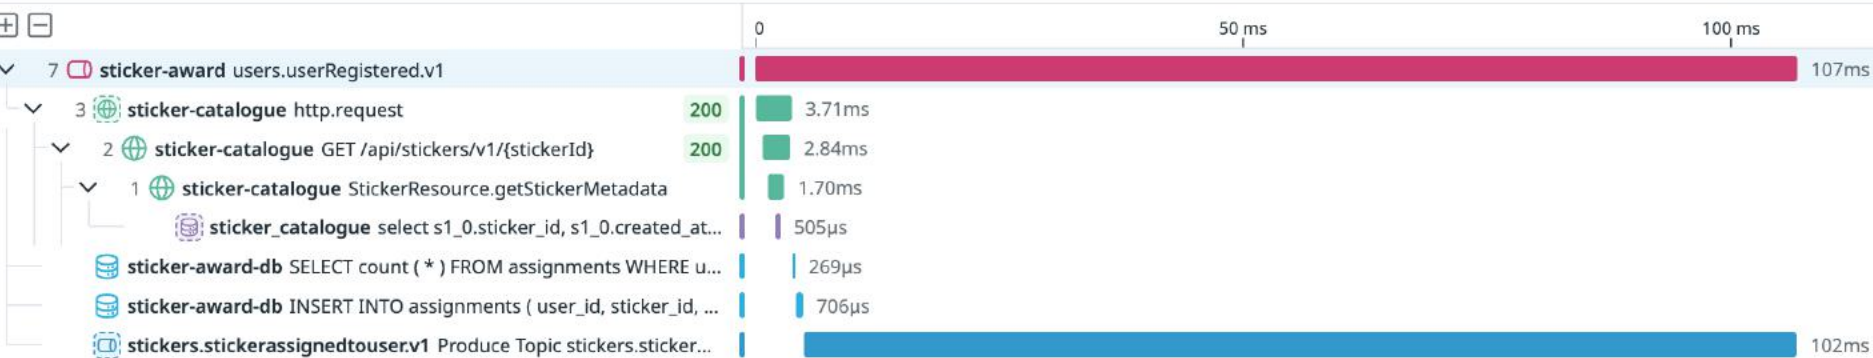 0 50 ms 100 ms
7 sticker-award users.userRegistered.v1 107ms
3 sticker-catalogue http.request 200 3.71ms
2 sticker-catalogue GET /api/stickers/v1/{stickerId} 200 2.84ms
1 sticker-catalogue StickerResource.getStickerMetadata 1.70ms
sticker_catalogue select s1_0.sticker_id, s1_0.created_at... 505µs
sticker-award-db SELECT count ( * ) FROM assignments WHERE u... 269µs
sticker-award-db INSERT INTO assignments ( user_id, sticker_id, ... 706µs
stickers.stickerassignedtouser.v1 Produce Topic stickers.sticker... 102ms